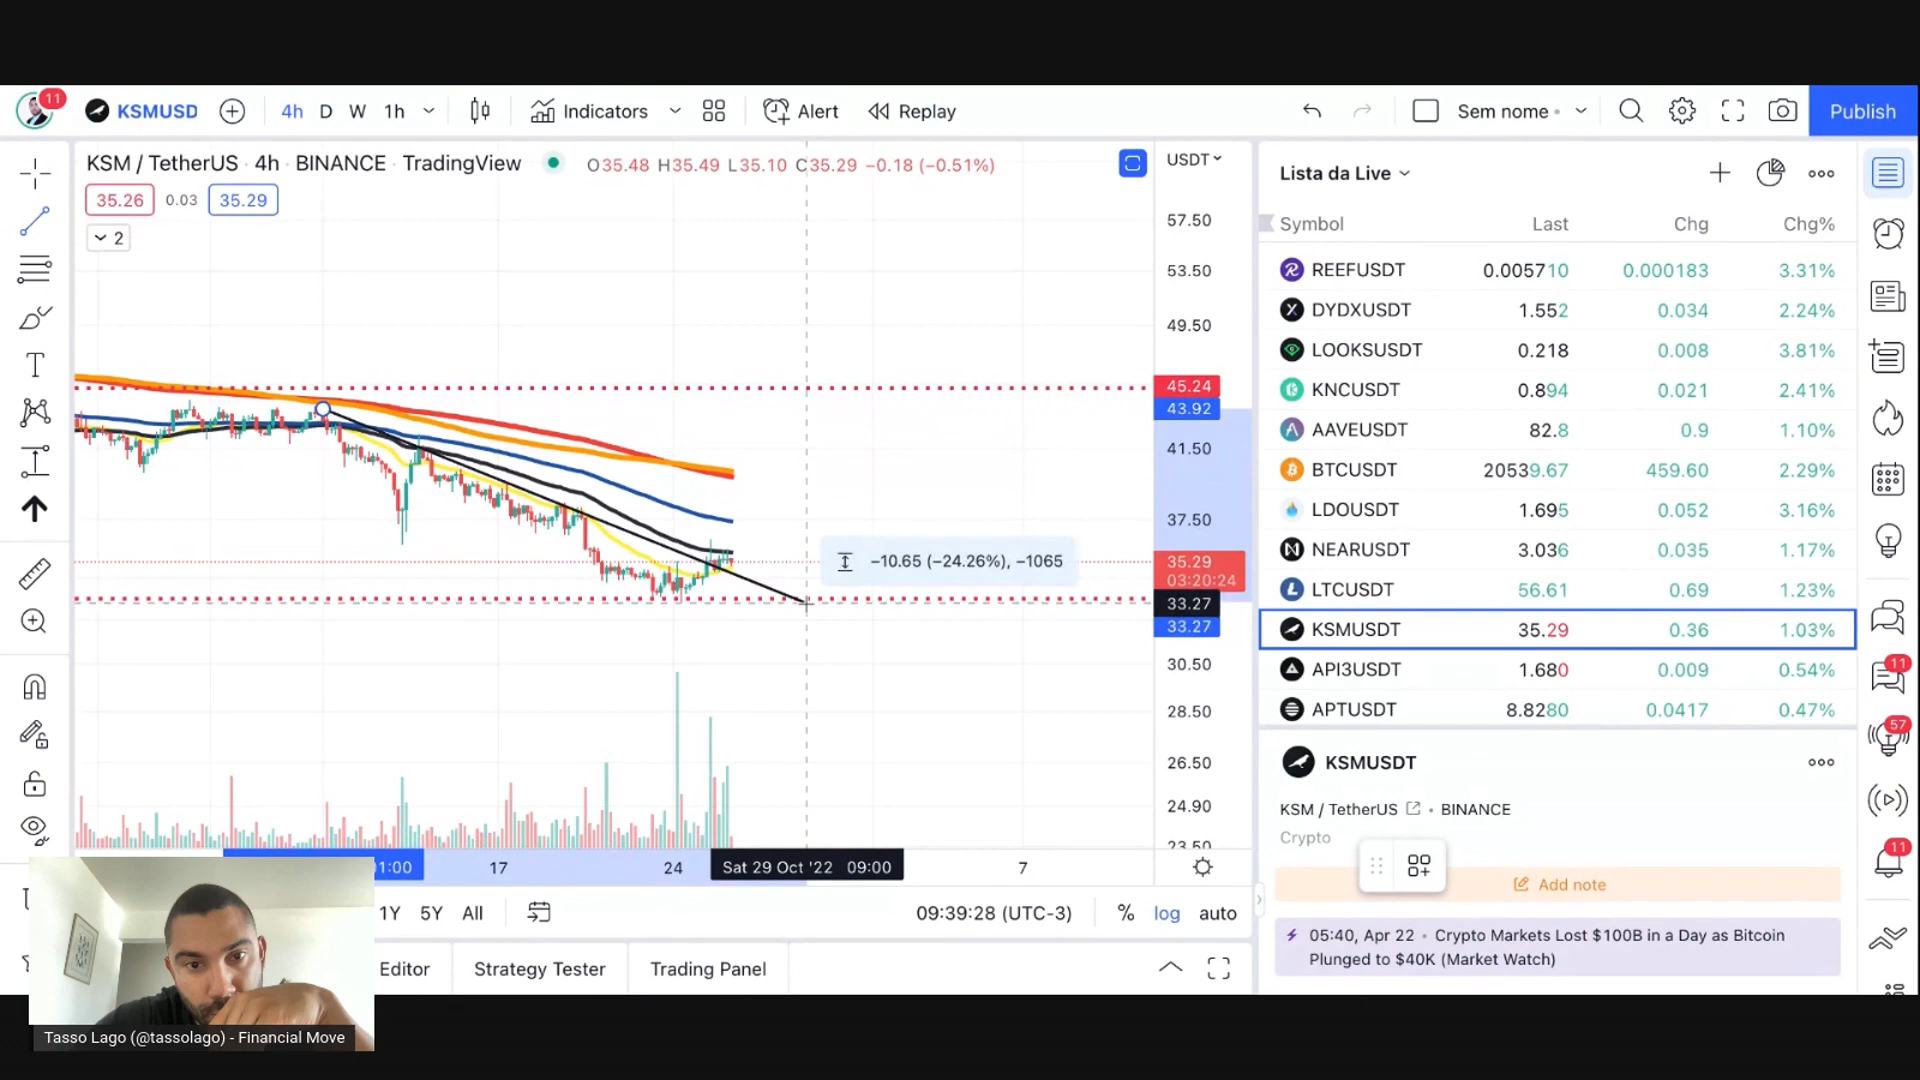 11
KSMUSD
4h D W 1h
Indicators
Alert
Replay
Sem nome
Publish
KSM / TetherUS · 4h · BINANCE · TradingView
O35.48 H35.49 L35.10 C35.29 −0.18 (−0.51%)
35.26 0.03 35.29
2
USDT
57.50
53.50
49.50
45.24
43.92
41.50
37.50
35.29
03:20:24
33.27
33.27
30.50
28.50
26.50
24.90
23.50
−10.65 (−24.26%), −1065
17 24 Sat 29 Oct '22 09:00 7
1Y 5Y All
09:39:28 (UTC-3) % log auto
Editor Strategy Tester Trading Panel
Lista da Live
Symbol Last Chg Chg%
REEFUSDT 0.005710 0.000183 3.31%
DYDXUSDT 1.552 0.034 2.24%
LOOKSUSDT 0.218 0.008 3.81%
KNCUSDT 0.894 0.021 2.41%
AAVEUSDT 82.8 0.9 1.10%
BTCUSDT 20539.67 459.60 2.29%
LDOUSDT 1.695 0.052 3.16%
NEARUSDT 3.036 0.035 1.17%
LTCUSDT 56.61 0.69 1.23%
KSMUSDT 35.29 0.36 1.03%
API3USDT 1.680 0.009 0.54%
APTUSDT 8.8280 0.0417 0.47%
KSMUSDT
KSM / TetherUS • BINANCE
Crypto
Add note
05:40, Apr 22 • Crypto Markets Lost $100B in a Day as Bitcoin
Plunged to $40K (Market Watch)
11
57
11
Tasso Lago (@tassolago) - Financial Move